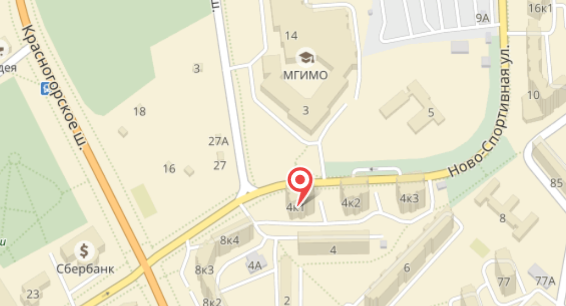 16к1
9А
ш.
14
Красногорское ш.
дея
3
МГИМО
Ново-Спортивная ул.
10
3
18
5
27А
27
16
85
4к1
4к2
4к3
8
8к4
4
Сбербанк
4А
8к3
6
77
77А
23
8к2
2